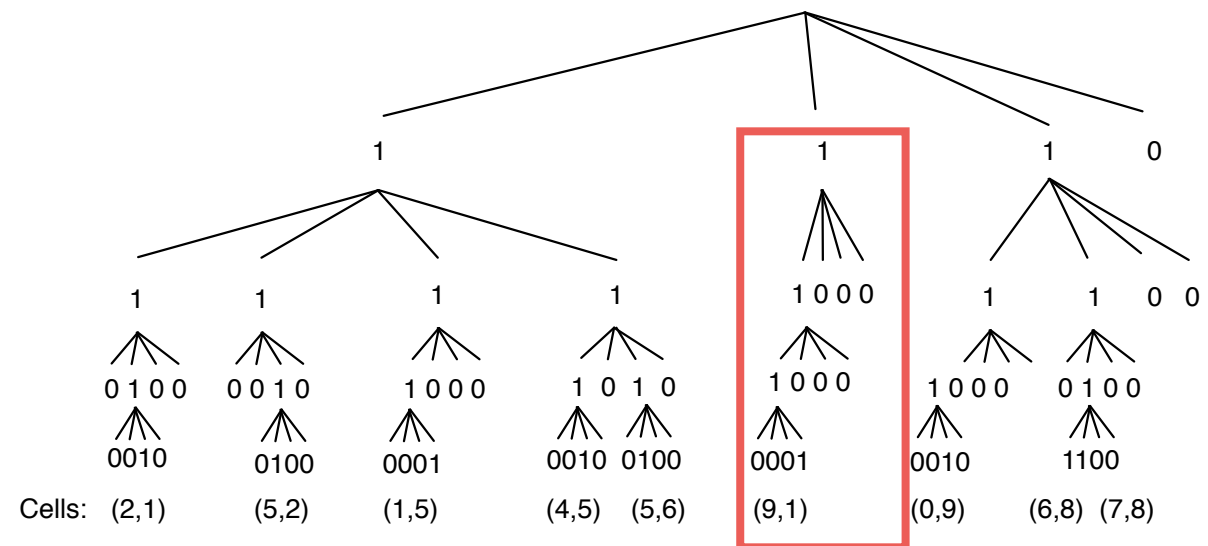 1 1 1 0
1 1 1 1 1 0 0 0 1 1 0 0
0 1 0 0 0 0 1 0 1 0 0 0 1 0 1 0 1 0 0 0 1 0 0 0 0 1 0 0
0010 0100 0001 0010 0100 0001 0010 1100
Cells: (2,1) (5,2) (1,5) (4,5) (5,6) (9,1) (0,9) (6,8) (7,8)